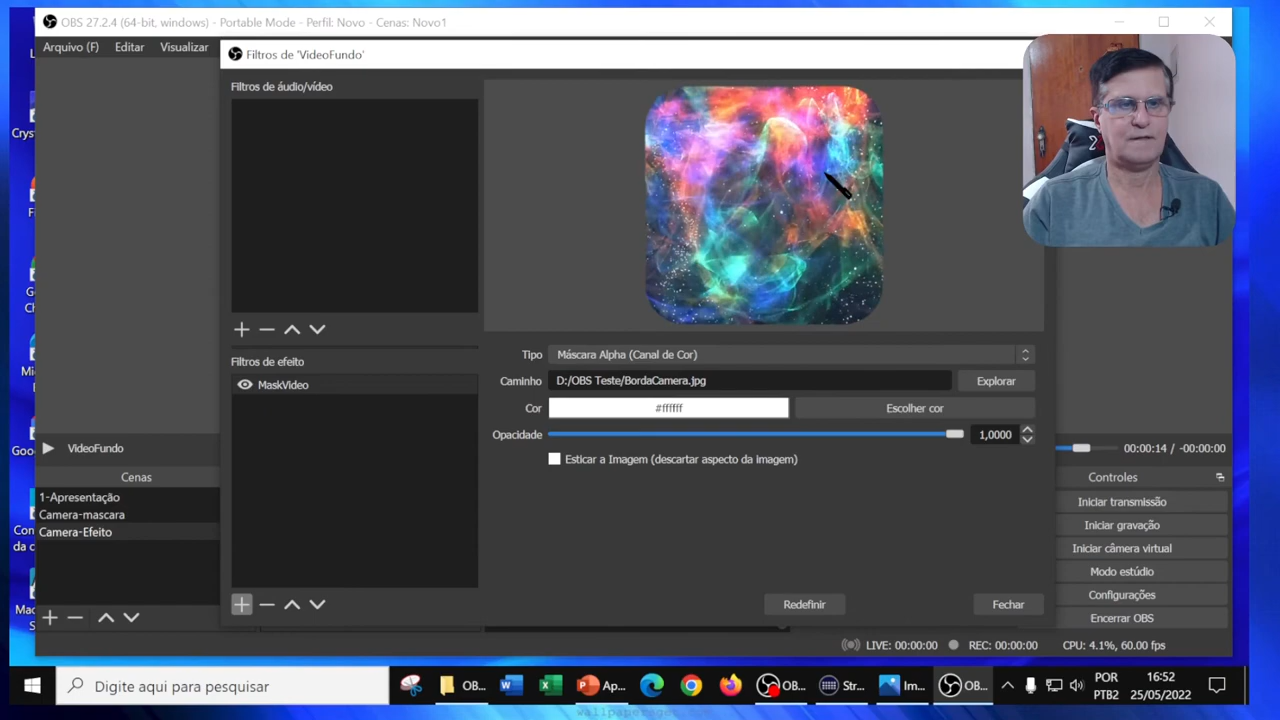 OBS 27.2.4 (64-bit, windows) - Portable Mode - Perfil: Novo - Cenas: Novo1
Arquivo (F) Editar Visualizar
Filtros de 'VideoFundo'
Filtros de áudio/vídeo
Filtros de efeito
MaskVideo
Tipo Máscara Alpha (Canal de Cor)
Caminho D:/OBS Teste/BordaCamera.jpg Explorar
Cor #ffffff Escolher cor
Opacidade 1,0000
Esticar a Imagem (descartar aspecto da imagem)
Redefinir Fechar
VideoFundo
00:00:14 / -00:00:00
Cenas
1-Apresentação
Camera-mascara
Camera-Efeito
Controles
Iniciar transmissão
Iniciar gravação
Iniciar câmera virtual
Modo estúdio
Configurações
Encerrar OBS
LIVE: 00:00:00 REC: 00:00:00 CPU: 4.1%, 60.00 fps
Digite aqui para pesquisar
OB... Ap... OB... Str... Im... OB...
POR
PTB2
16:52
25/05/2022